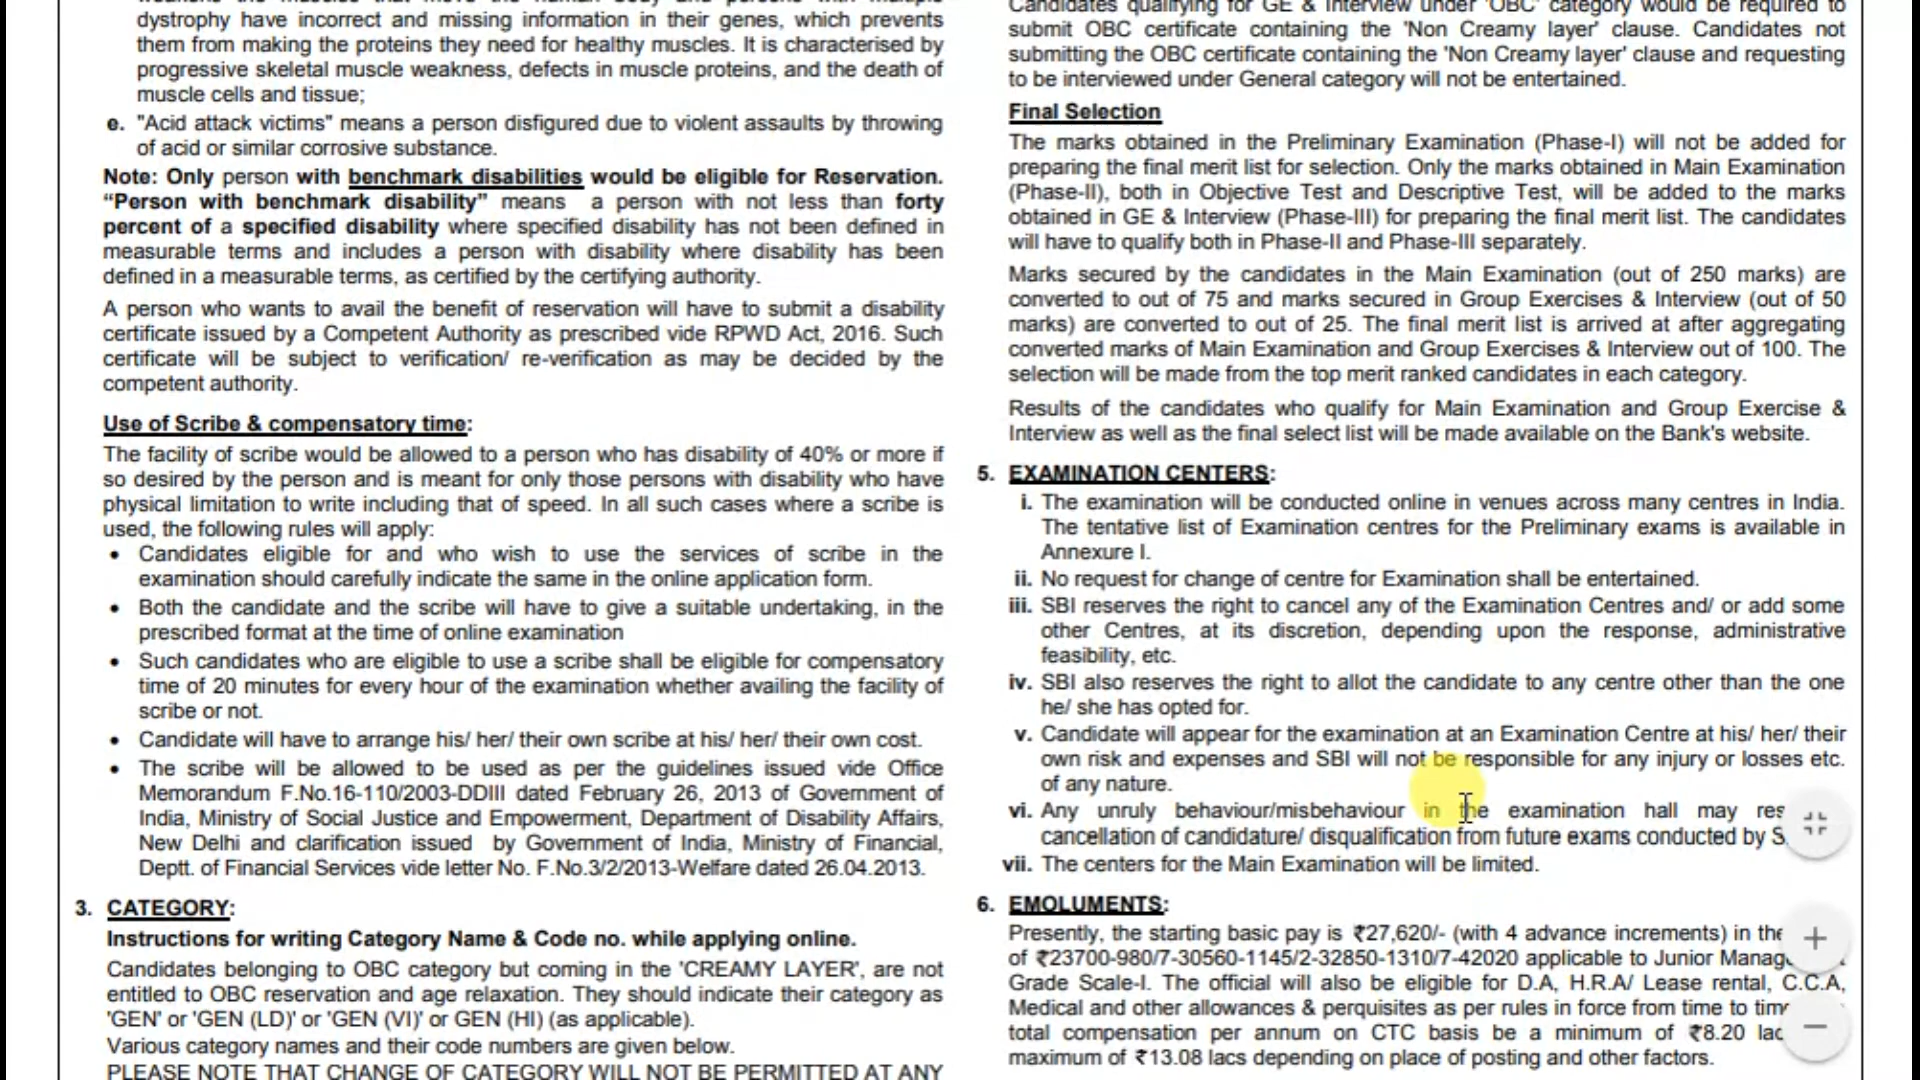 dystrophy have incorrect and missing information in their genes, which prevents
them from making the proteins they need for healthy muscles. It is characterised by
progressive skeletal muscle weakness, defects in muscle proteins, and the death of
muscle cells and tissue;
e. "Acid attack victims" means a person disfigured due to violent assaults by throwing
of acid or similar corrosive substance.
Note: Only person with benchmark disabilities would be eligible for Reservation.
“Person with benchmark disability” means a person with not less than forty
percent of a specified disability where specified disability has not been defined in
measurable terms and includes a person with disability where disability has been
defined in a measurable terms, as certified by the certifying authority.
A person who wants to avail the benefit of reservation will have to submit a disability
certificate issued by a Competent Authority as prescribed vide RPWD Act, 2016. Such
certificate will be subject to verification/ re-verification as may be decided by the
competent authority.
Use of Scribe & compensatory time:
The facility of scribe would be allowed to a person who has disability of 40% or more if
so desired by the person and is meant for only those persons with disability who have
physical limitation to write including that of speed. In all such cases where a scribe is
used, the following rules will apply:
• Candidates eligible for and who wish to use the services of scribe in the
examination should carefully indicate the same in the online application form.
• Both the candidate and the scribe will have to give a suitable undertaking, in the
prescribed format at the time of online examination
• Such candidates who are eligible to use a scribe shall be eligible for compensatory
time of 20 minutes for every hour of the examination whether availing the facility of
scribe or not.
• Candidate will have to arrange his/ her/ their own scribe at his/ her/ their own cost.
• The scribe will be allowed to be used as per the guidelines issued vide Office
Memorandum F.No.16-110/2003-DDIII dated February 26, 2013 of Government of
India, Ministry of Social Justice and Empowerment, Department of Disability Affairs,
New Delhi and clarification issued by Government of India, Ministry of Financial,
Deptt. of Financial Services vide letter No. F.No.3/2/2013-Welfare dated 26.04.2013.
3. CATEGORY:
Instructions for writing Category Name & Code no. while applying online.
Candidates belonging to OBC category but coming in the 'CREAMY LAYER', are not
entitled to OBC reservation and age relaxation. They should indicate their category as
'GEN' or 'GEN (LD)' or 'GEN (VI)' or GEN (HI) (as applicable).
Various category names and their code numbers are given below.
PLEASE NOTE THAT CHANGE OF CATEGORY WILL NOT BE PERMITTED AT ANY
Candidates qualifying for GE & Interview under 'OBC' category would be required to
submit OBC certificate containing the 'Non Creamy layer' clause. Candidates not
submitting the OBC certificate containing the 'Non Creamy layer' clause and requesting
to be interviewed under General category will not be entertained.
Final Selection
The marks obtained in the Preliminary Examination (Phase-I) will not be added for
preparing the final merit list for selection. Only the marks obtained in Main Examination
(Phase-II), both in Objective Test and Descriptive Test, will be added to the marks
obtained in GE & Interview (Phase-III) for preparing the final merit list. The candidates
will have to qualify both in Phase-II and Phase-III separately.
Marks secured by the candidates in the Main Examination (out of 250 marks) are
converted to out of 75 and marks secured in Group Exercises & Interview (out of 50
marks) are converted to out of 25. The final merit list is arrived at after aggregating
converted marks of Main Examination and Group Exercises & Interview out of 100. The
selection will be made from the top merit ranked candidates in each category.
Results of the candidates who qualify for Main Examination and Group Exercise &
Interview as well as the final select list will be made available on the Bank's website.
5. EXAMINATION CENTERS:
i. The examination will be conducted online in venues across many centres in India.
The tentative list of Examination centres for the Preliminary exams is available in
Annexure I.
ii. No request for change of centre for Examination shall be entertained.
iii. SBI reserves the right to cancel any of the Examination Centres and/ or add some
other Centres, at its discretion, depending upon the response, administrative
feasibility, etc.
iv. SBI also reserves the right to allot the candidate to any centre other than the one
he/ she has opted for.
v. Candidate will appear for the examination at an Examination Centre at his/ her/ their
own risk and expenses and SBI will not be responsible for any injury or losses etc.
of any nature.
vi. Any unruly behaviour/misbehaviour in the examination hall may res
cancellation of candidature/ disqualification from future exams conducted by S
vii. The centers for the Main Examination will be limited.
6. EMOLUMENTS:
Presently, the starting basic pay is ₹27,620/- (with 4 advance increments) in the
of ₹23700-980/7-30560-1145/2-32850-1310/7-42020 applicable to Junior Manag
Grade Scale-I. The official will also be eligible for D.A, H.R.A/ Lease rental, C.C.A,
Medical and other allowances & perquisites as per rules in force from time to tim
total compensation per annum on CTC basis be a minimum of ₹8.20 lac
maximum of ₹13.08 lacs depending on place of posting and other factors.